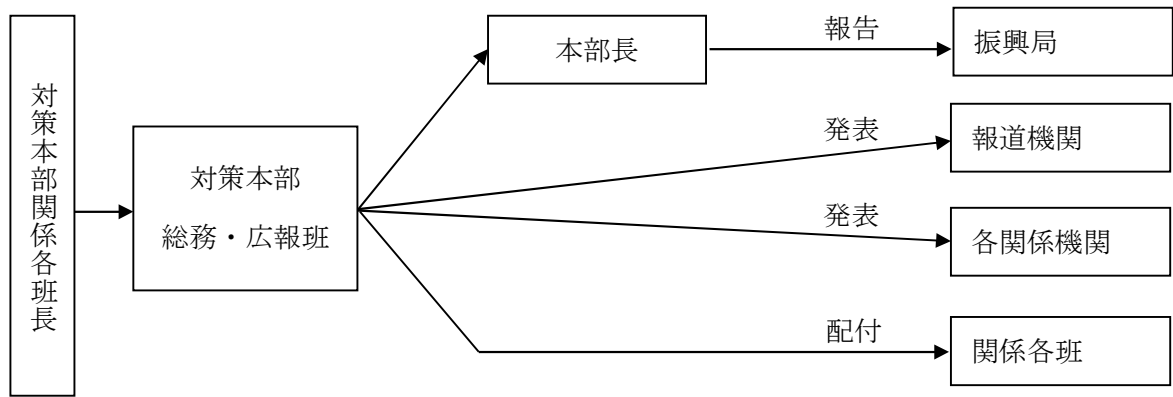 対策本部関係各班長
対策本部
総務・広報班
本部長
報告
振興局
発表
報道機関
発表
各関係機関
配付
関係各班